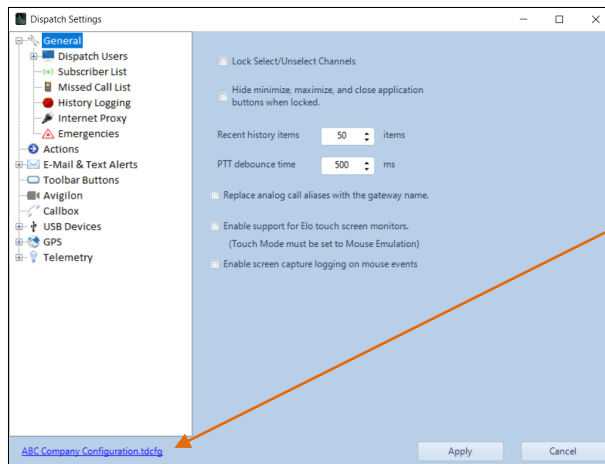 Dispatch Settings
General
Dispatch Users
Subscriber List
Missed Call List
History Logging
Internet Proxy
Emergencies
Actions
E-Mail & Text Alerts
Toolbar Buttons
Avigilon
Callbox
USB Devices
GPS
Telemetry
Lock Select/Unselect Channels
Hide minimize, maximize, and close application
buttons when locked.
Recent history items 50 items
PTT debounce time 500 ms
Replace analog call aliases with the gateway name.
Enable support for Elo touch screen monitors.
(Touch Mode must be set to Mouse Emulation)
Enable screen capture logging on mouse events
ABC Company Configuration.tdcfg
Apply Cancel